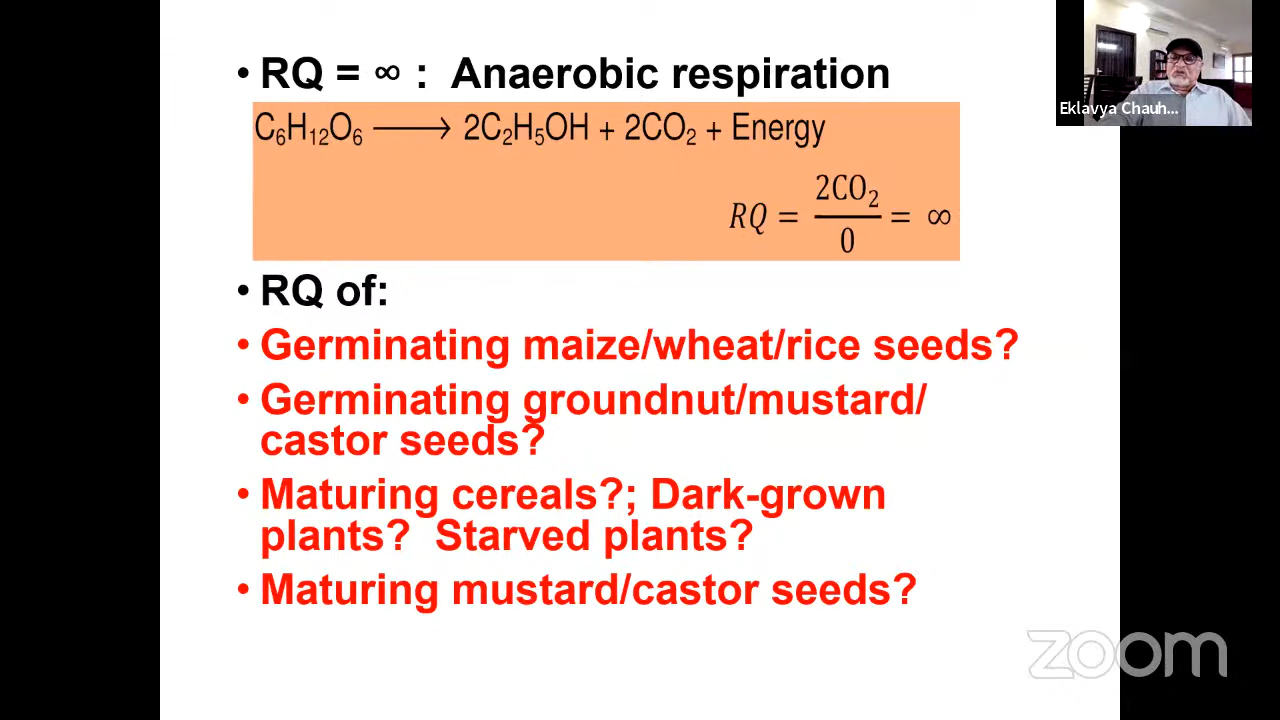 • RQ = ∞ : Anaerobic respiration
C₆H₁₂O₆ ⟶ 2C₂H₅OH + 2CO₂ + Energy
RQ = 2CO₂ / 0 = ∞
• RQ of:
• Germinating maize/wheat/rice seeds?
• Germinating groundnut/mustard/
castor seeds?
• Maturing cereals?; Dark-grown
plants? Starved plants?
• Maturing mustard/castor seeds?
Eklavya Chauh...
zoom